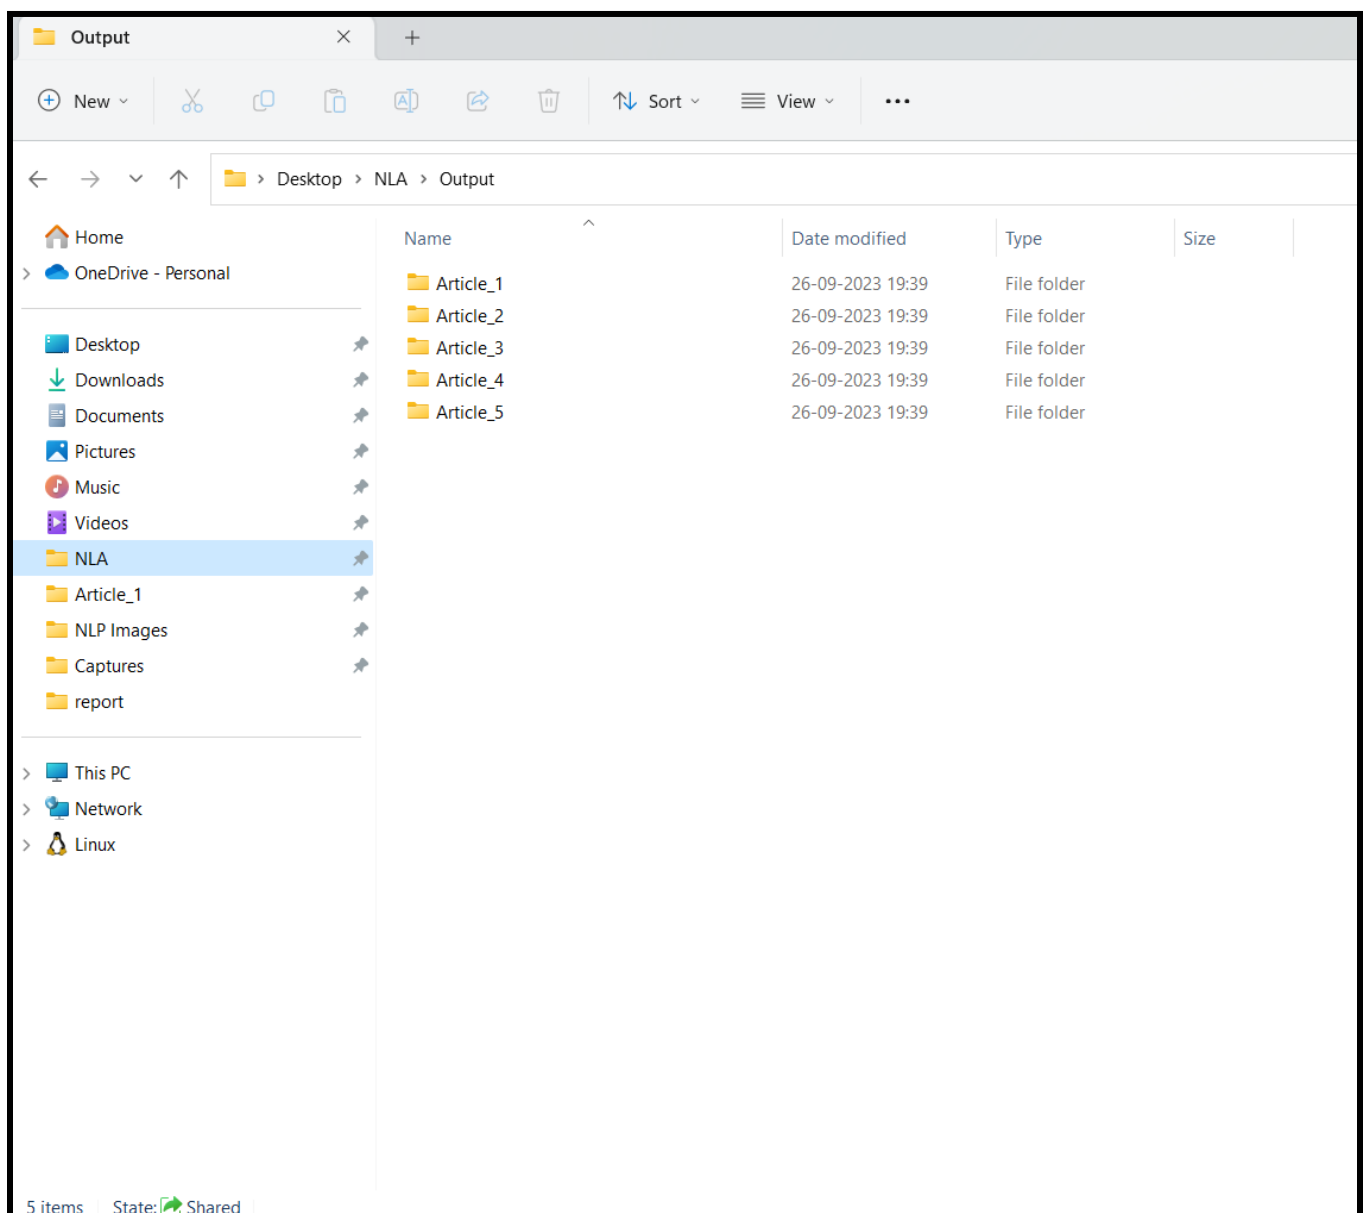 Output
New
Sort
View
Desktop > NLA > Output
Home
OneDrive - Personal
Desktop
Downloads
Documents
Pictures
Music
Videos
NLA
Article_1
NLP Images
Captures
report
This PC
Network
Linux
Name Date modified Type Size
Article_1 26-09-2023 19:39 File folder
Article_2 26-09-2023 19:39 File folder
Article_3 26-09-2023 19:39 File folder
Article_4 26-09-2023 19:39 File folder
Article_5 26-09-2023 19:39 File folder
5 items State: Shared